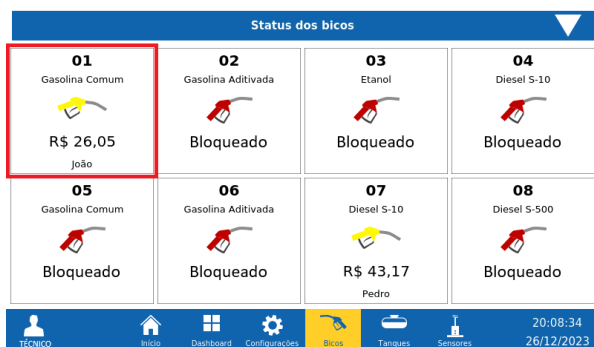 Status dos bicos
01
Gasolina Comum
R$ 26,05
João
02
Gasolina Aditivada
Bloqueado
03
Etanol
Bloqueado
04
Diesel S-10
Bloqueado
05
Gasolina Comum
Bloqueado
06
Gasolina Aditivada
Bloqueado
07
Diesel S-10
R$ 43,17
Pedro
08
Diesel S-500
Bloqueado
TÉCNICO
Início
Dashboard
Configurações
Bicos
Tanques
Sensores
20:08:34
26/12/2023